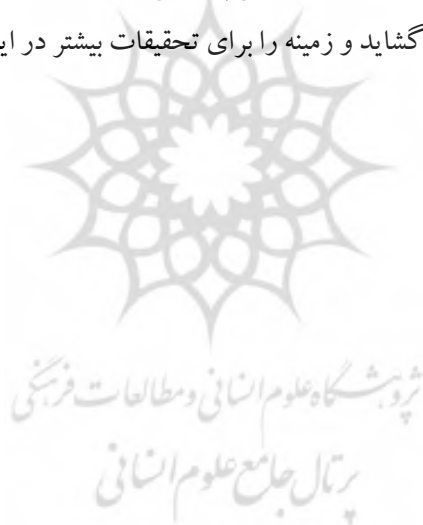 گشاید و زمینه را برای تحقیقات بیشتر در ای
پژوهشگاه علوم انسانی و مطالعات فرهنگی
پرتال جامع علوم انسانی